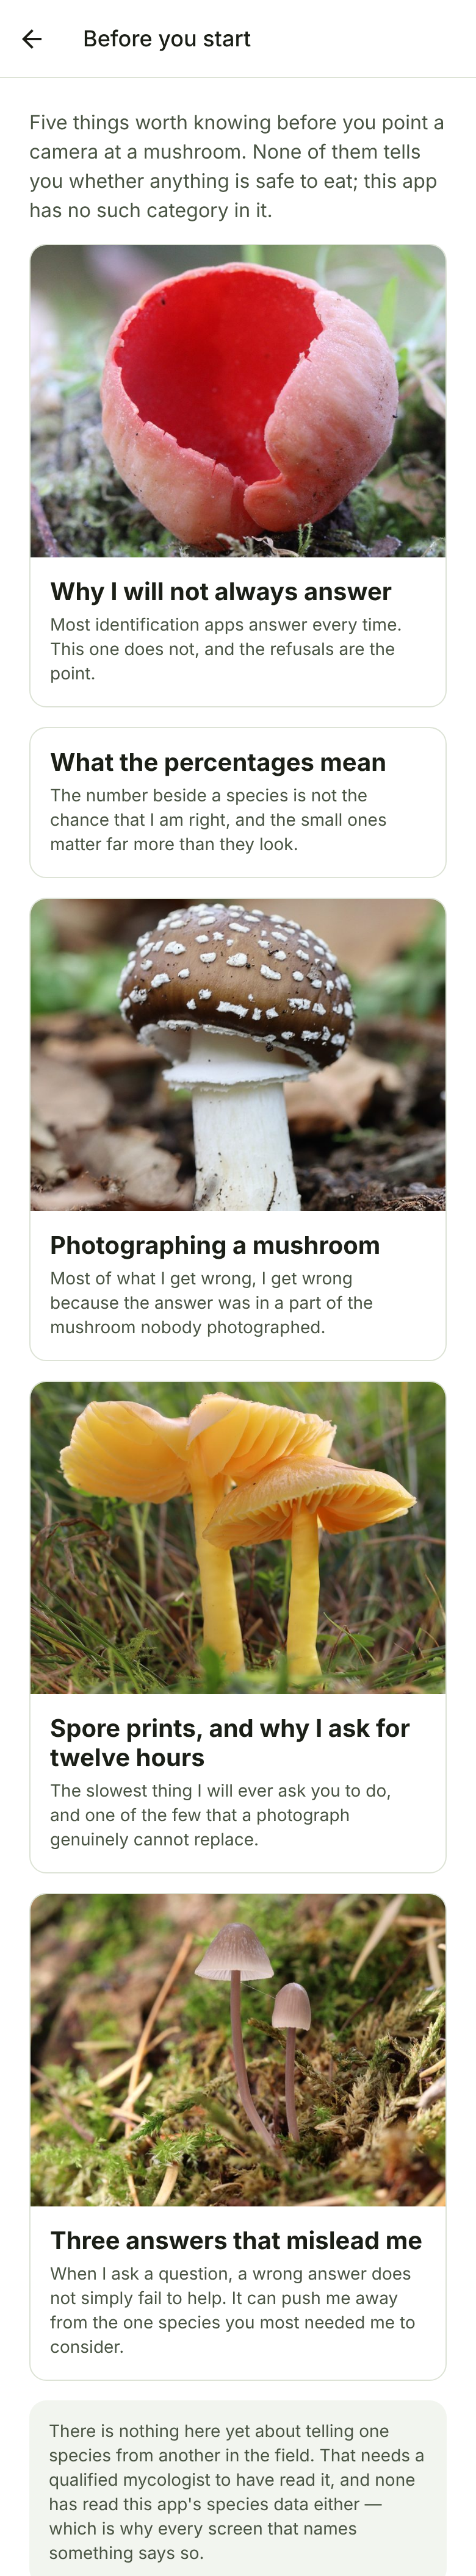 Before you start
Five things worth knowing before you point a
camera at a mushroom. None of them tells
you whether anything is safe to eat; this app
has no such category in it.
Why I will not always answer
Most identification apps answer every time.
This one does not, and the refusals are the
point.
What the percentages mean
The number beside a species is not the
chance that I am right, and the small ones
matter far more than they look.
Photographing a mushroom
Most of what I get wrong, I get wrong
because the answer was in a part of the
mushroom nobody photographed.
Spore prints, and why I ask for
twelve hours
The slowest thing I will ever ask you to do,
and one of the few that a photograph
genuinely cannot replace.
Three answers that mislead me
When I ask a question, a wrong answer does
not simply fail to help. It can push me away
from the one species you most needed me to
consider.
There is nothing here yet about telling one
species from another in the field. That needs a
qualified mycologist to have read it, and none
has read this app's species data either —
which is why every screen that names
something says so.